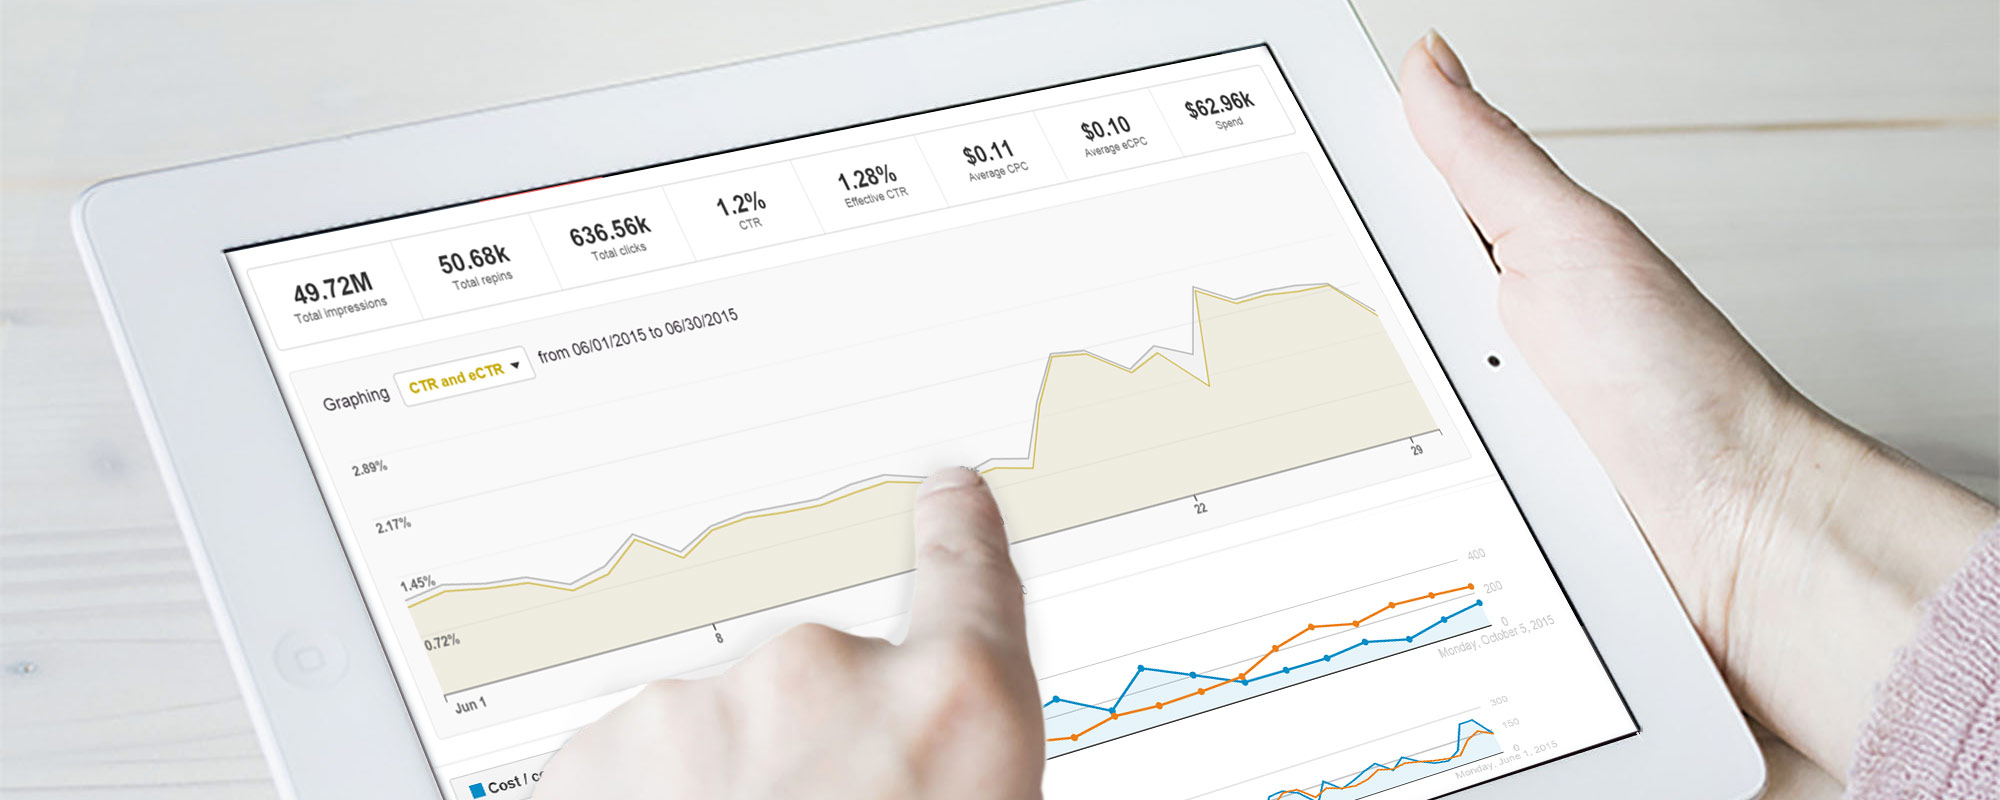 49.72M
Total impressions
50.68k
Total repins
636.56k
Total clicks
1.2%
CTR
1.28%
Effective CTR
$0.11
Average CPC
$0.10
Average eCPC
$62.96k
Spend
Graphing CTR and eCTR from 06/01/2015 to 06/30/2015
2.89%
2.17%
1.45%
0.72%
Jun 1
8
22
29
400
200
0
Monday, October 5, 2015
300
150
0
Monday, June 1, 2015
Cost /